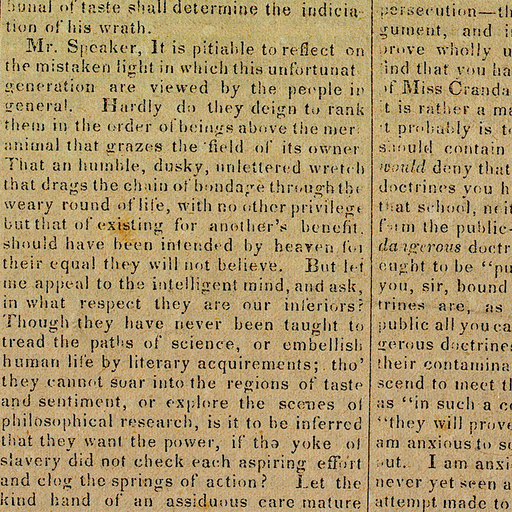 bunal of taste shall determine the indicia-
tion of his wrath.
Mr. Speaker, It is pitiable to reflect on
the mistaken light in which this unfortunat
generation are viewed by the people in
general. Hardly do they deign to rank
them in the order of beings above the mere
animal that grazes the field of its owner
That an humble, dusky, unlettered wretch
that drags the chain of bondage through the
weary round of life, with no other privilege
but that of existing for another's benefit,
should have been intended by heaven for
their equal they will not believe. But let
me appeal to the intelligent mind, and ask,
in what respect they are our inferiors?
Though they have never been taught to
tread the paths of science, or embellish
human life by literary acquirements; tho'
they cannot soar into the regions of taste
and sentiment, or explore the scenes of
philosophical research, is it to be inferred
that they want the power, if the yoke of
slavery did not check each aspiring effort
and clog the springs of action? Let the
kind hand of an assiduous care mature
persecution—th
gument, and i
prove wholly u
find that you ha
of Miss Cranda
it is rather a ma
it probably is t
should contain
would deny that
doctrines you h
that school, neit
from the public
dangerous doctr
ought to be "pu
you, sir, bound
trines are, as
public all you ca
gerous doctrines
their contamina
scend to meet th
as "in such a co
"they will prove
am anxious to se
out. I am anxi
never yet seen a
attempt made to